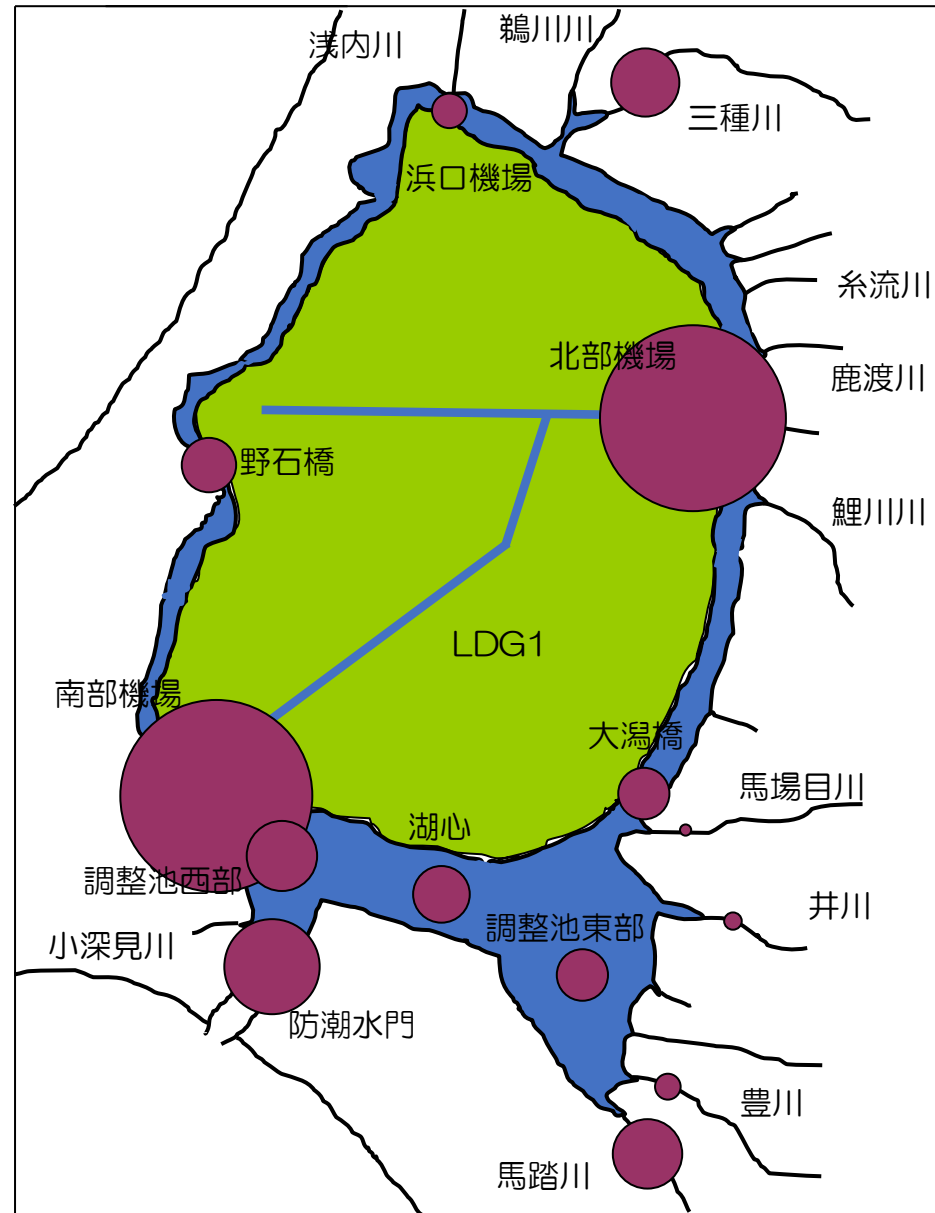 浅内川
鵜川川
三種川
浜口機場
糸流川
北部機場
鹿渡川
野石橋
鯉川川
LDG1
南部機場
大潟橋
馬場目川
湖心
調整池西部
井川
調整池東部
小深見川
防潮水門
豊川
馬踏川